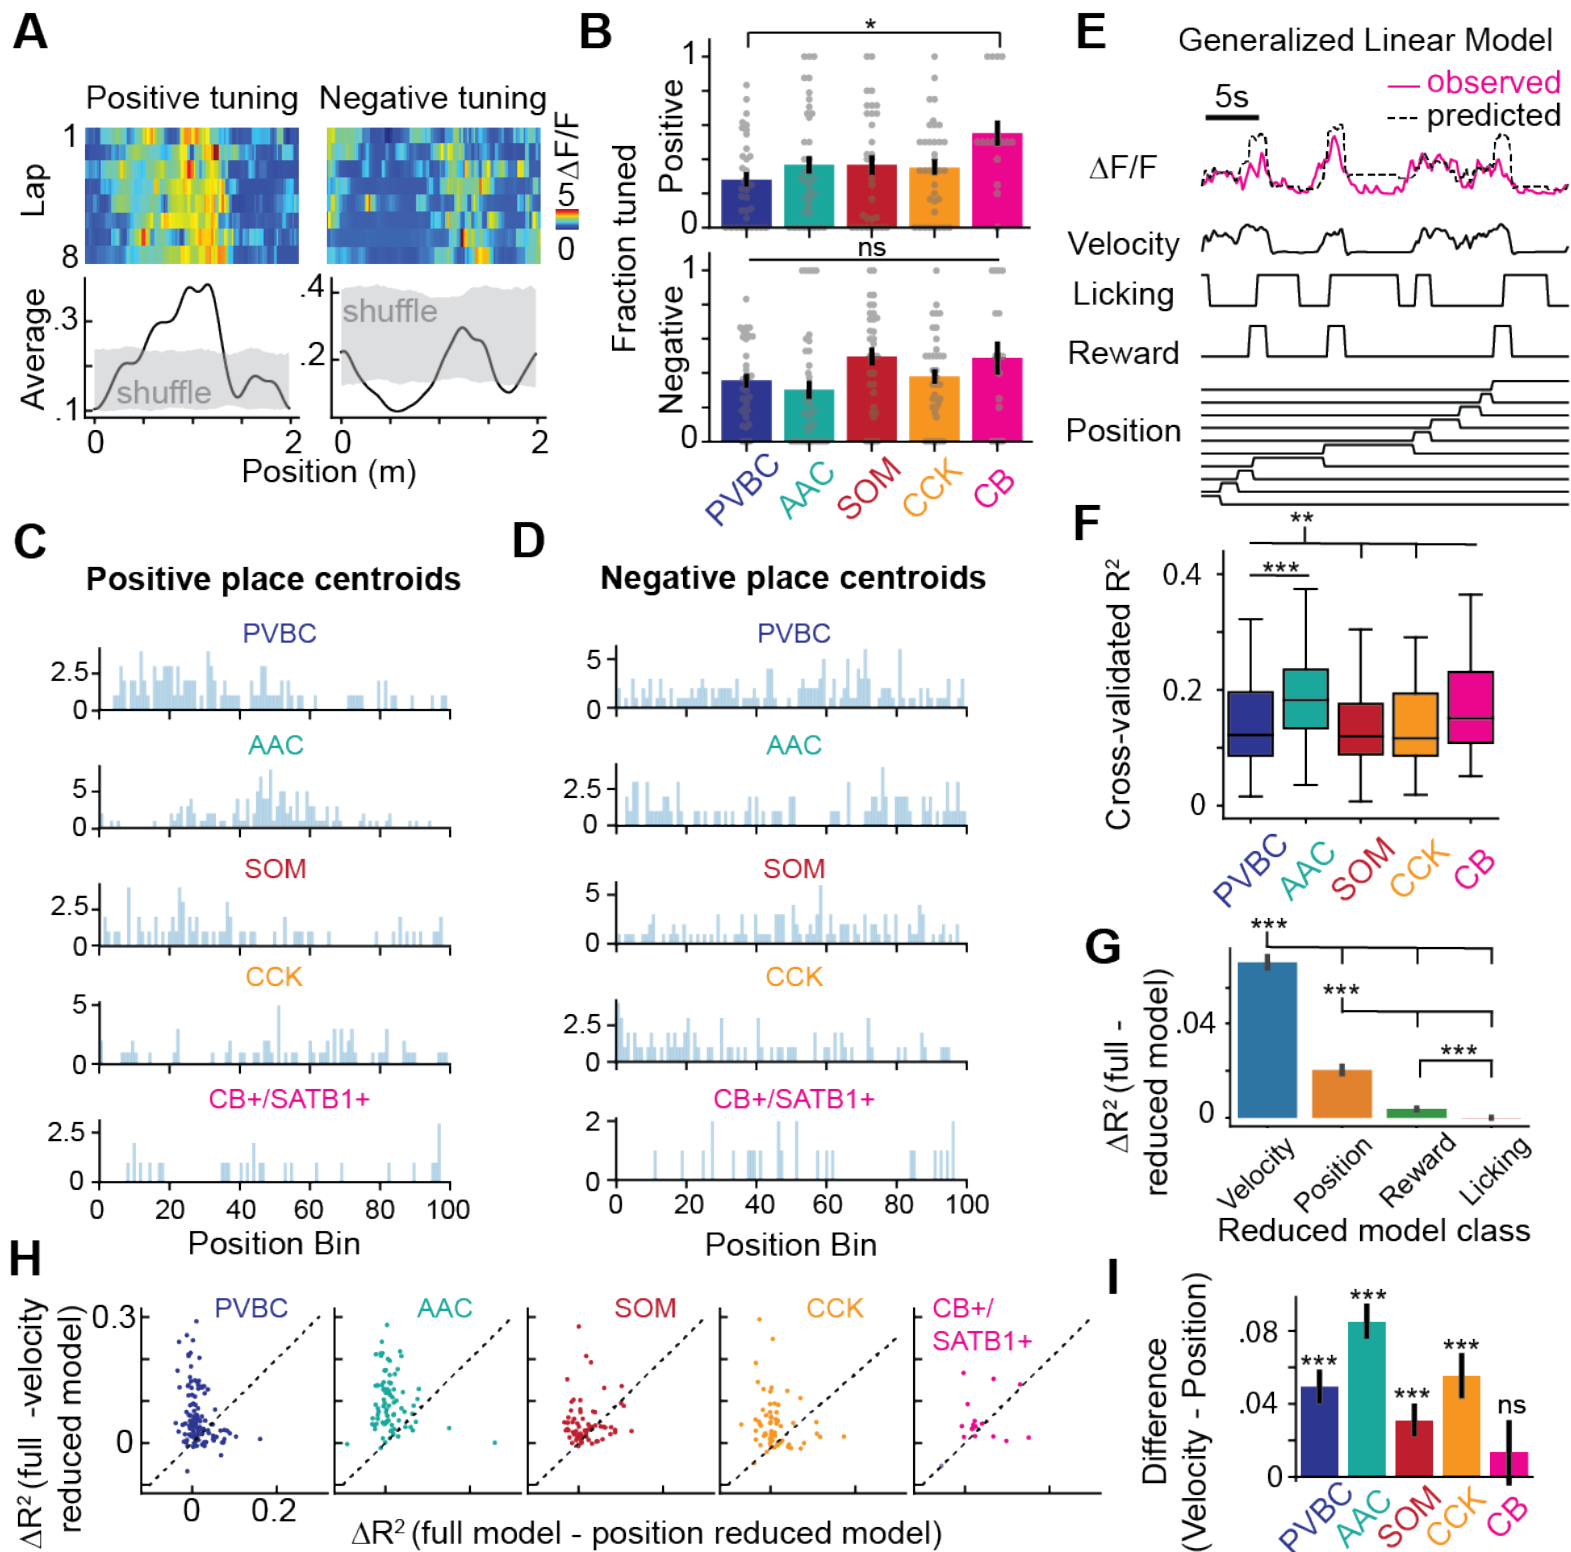 A
Positive tuning
Negative tuning
Lap
1
8
ΔF/F
5
0
Average
.3
.1
shuffle
.4
.2
shuffle
0
2
0
2
Position (m)
B
*
Fraction tuned
Positive
1
0
ns
Negative
1
0
PVBC
AAC
SOM
CCK
CB
E
Generalized Linear Model
5s
observed
predicted
ΔF/F
Velocity
Licking
Reward
Position
C
Positive place centroids
PVBC
2.5
0
AAC
5
0
SOM
2.5
0
CCK
5
0
CB+/SATB1+
2.5
0
0 20 40 60 80 100
Position Bin
D
Negative place centroids
PVBC
5
0
AAC
2.5
0
SOM
5
0
CCK
2.5
0
CB+/SATB1+
2
0
0 20 40 60 80 100
Position Bin
F
**
***
Cross-validated R²
0.4
0.2
0
PVBC
AAC
SOM
CCK
CB
G
***
***
***
ΔR² (full -
reduced model)
.04
0
Velocity
Position
Reward
Licking
Reduced model class
H
ΔR² (full -velocity
reduced model)
0.3
0
PVBC
AAC
SOM
CCK
CB+/
SATB1+
0 0.2
ΔR² (full model - position reduced model)
I
Difference
(Velocity - Position)
.08
.04
0
***
***
***
***
ns
PVBC
AAC
SOM
CCK
CB